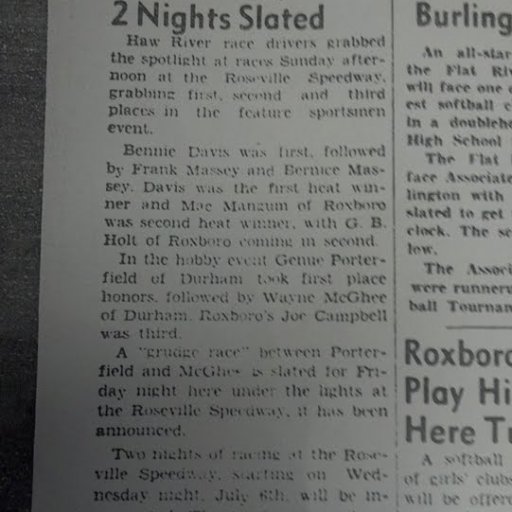 2 Nights Slated
Haw River race drivers grabbed
the spotlight at races Sunday after-
noon at the Roseville Speedway,
grabbing first, second and third
places in the feature sportsmen
event.
Bennie Davis was first, followed
by Frank Massey and Bernice Mas-
sey. Davis was the first heat win-
ner and Mac Mangum of Roxboro
was second heat winner, with G. B.
Holt of Roxboro coming in second.
In the hobby event Genue Porter-
field of Durham took first place
honors, followed by Wayne McGhee
of Durham. Roxboro's Joe Campbell
was third.
A "grudge race" between Porter-
field and McGhee is slated for Fri-
day night here under the lights at
the Roseville Speedway, it has been
announced.
Two nights of racing at the Rose-
ville Speedway, starting on Wed-
nesday night, July 6th, will be in-
Burling
An all-star
the Flat Riv
will face one o
est softball c
in a doublehe
High School
The Flat
face Associate
lington with
slated to get
clock. The se
low.
The Associ
were runneru
ball Tournam
Roxboro
Play Hi
Here Tu
A softball
of girls' clubs
will be offere